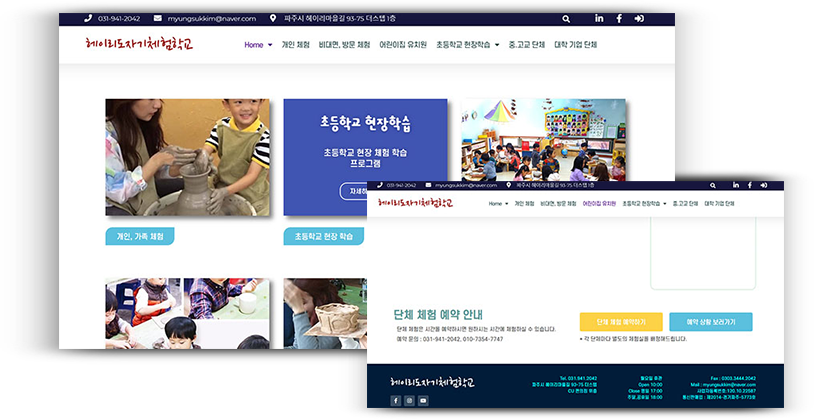 031-941-2042 myungsukkim@naver.com 파주시 헤이리마을길 93-75 더스텝 1층
헤이리도자기체험학교 Home 개인 체험 비대면, 방문 체험 어린이집 유치원 초등학교 현장학습 중.고교 단체 대학 기업 단체
초등학교 현장학습
초등학교 현장 체험 학습
프로그램
자세히
개인, 가족 체험
초등학교 현장 학습
031-941-2042 myungsukkim@naver.com 파주시 헤이리마을길 93-75 더스텝 1층
헤이리도자기체험학교 Home 개인 체험 비대면, 방문 체험 어린이집 유치원 초등학교 현장학습 중.고교 단체 대학 기업 단체
단체 체험 예약 안내
단체 체험은 시간을 예약하시면 원하시는 시간에 체험하실 수 있습니다.
예약 문의 : 031-941-2042, 010-7354-7747
단체 체험 예약하기
예약 상황 보러가기
* 각 단체마다 별도의 체험실을 배정해드립니다.
헤이리도자기체험학교
Tel. 031.941.2042
파주시 헤이리마을길 93-75 더스텝
CU 편의점 위층
월요일 휴관
Open 10:00
Close 평일 17:00
주말,공휴일 18:00
Fax : 0303.3444.2042
Mail : myungsukkim@naver.com
사업자등록번호:128.10.22587
통신판매업 : 제2014-경기파주-5773호